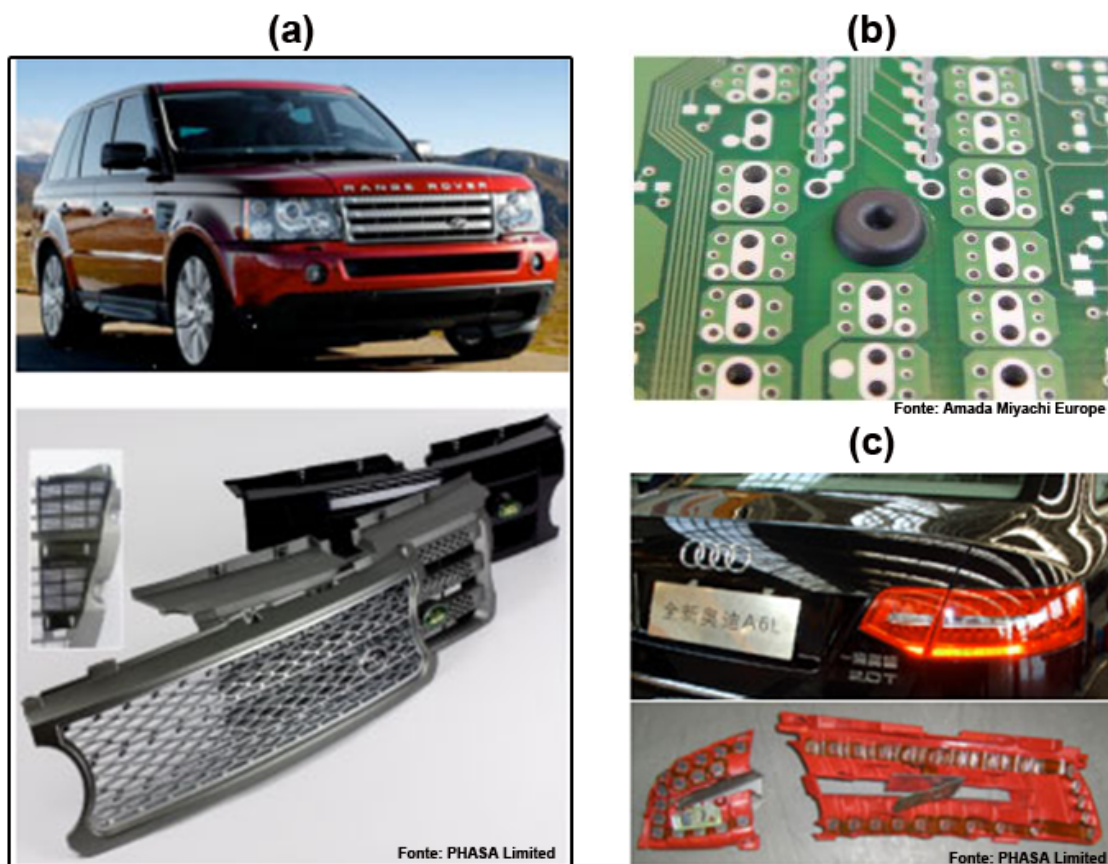 (a)
(b)
RANGE ROVER
Fonte: Amada Miyachi Europe
(c)
全新奥迪A6L
2.0T
Fonte: PHASA Limited
Fonte: PHASA Limited